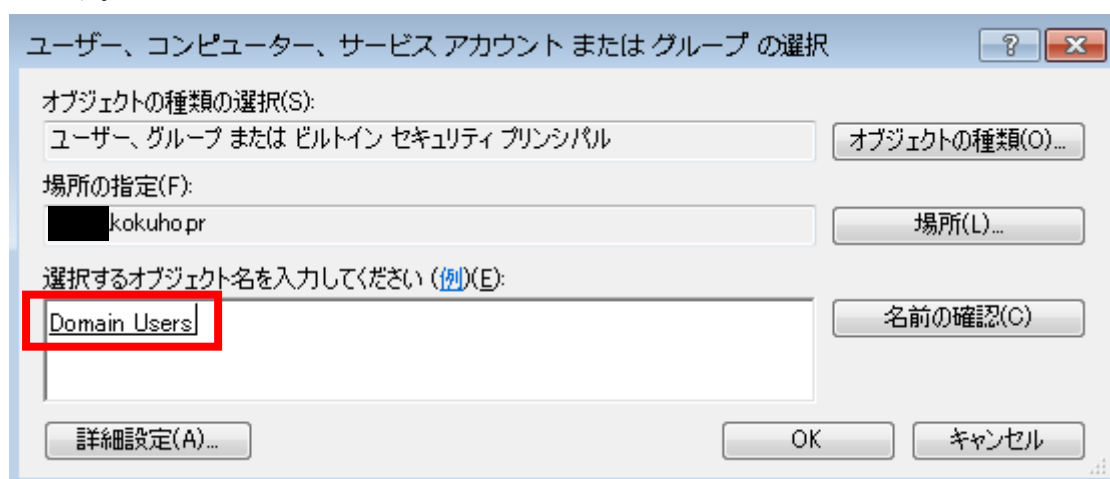 ユーザー、コンピューター、サービス アカウント または グループ の選択
オブジェクトの種類の選択(S):
ユーザー、グループ または ビルトイン セキュリティ プリンシパル
オブジェクトの種類(O)...
場所の指定(F):
kokuho.pr
場所(L)...
選択するオブジェクト名を入力してください (例)(E):
Domain Users
名前の確認(C)
詳細設定(A)...
OK
キャンセル